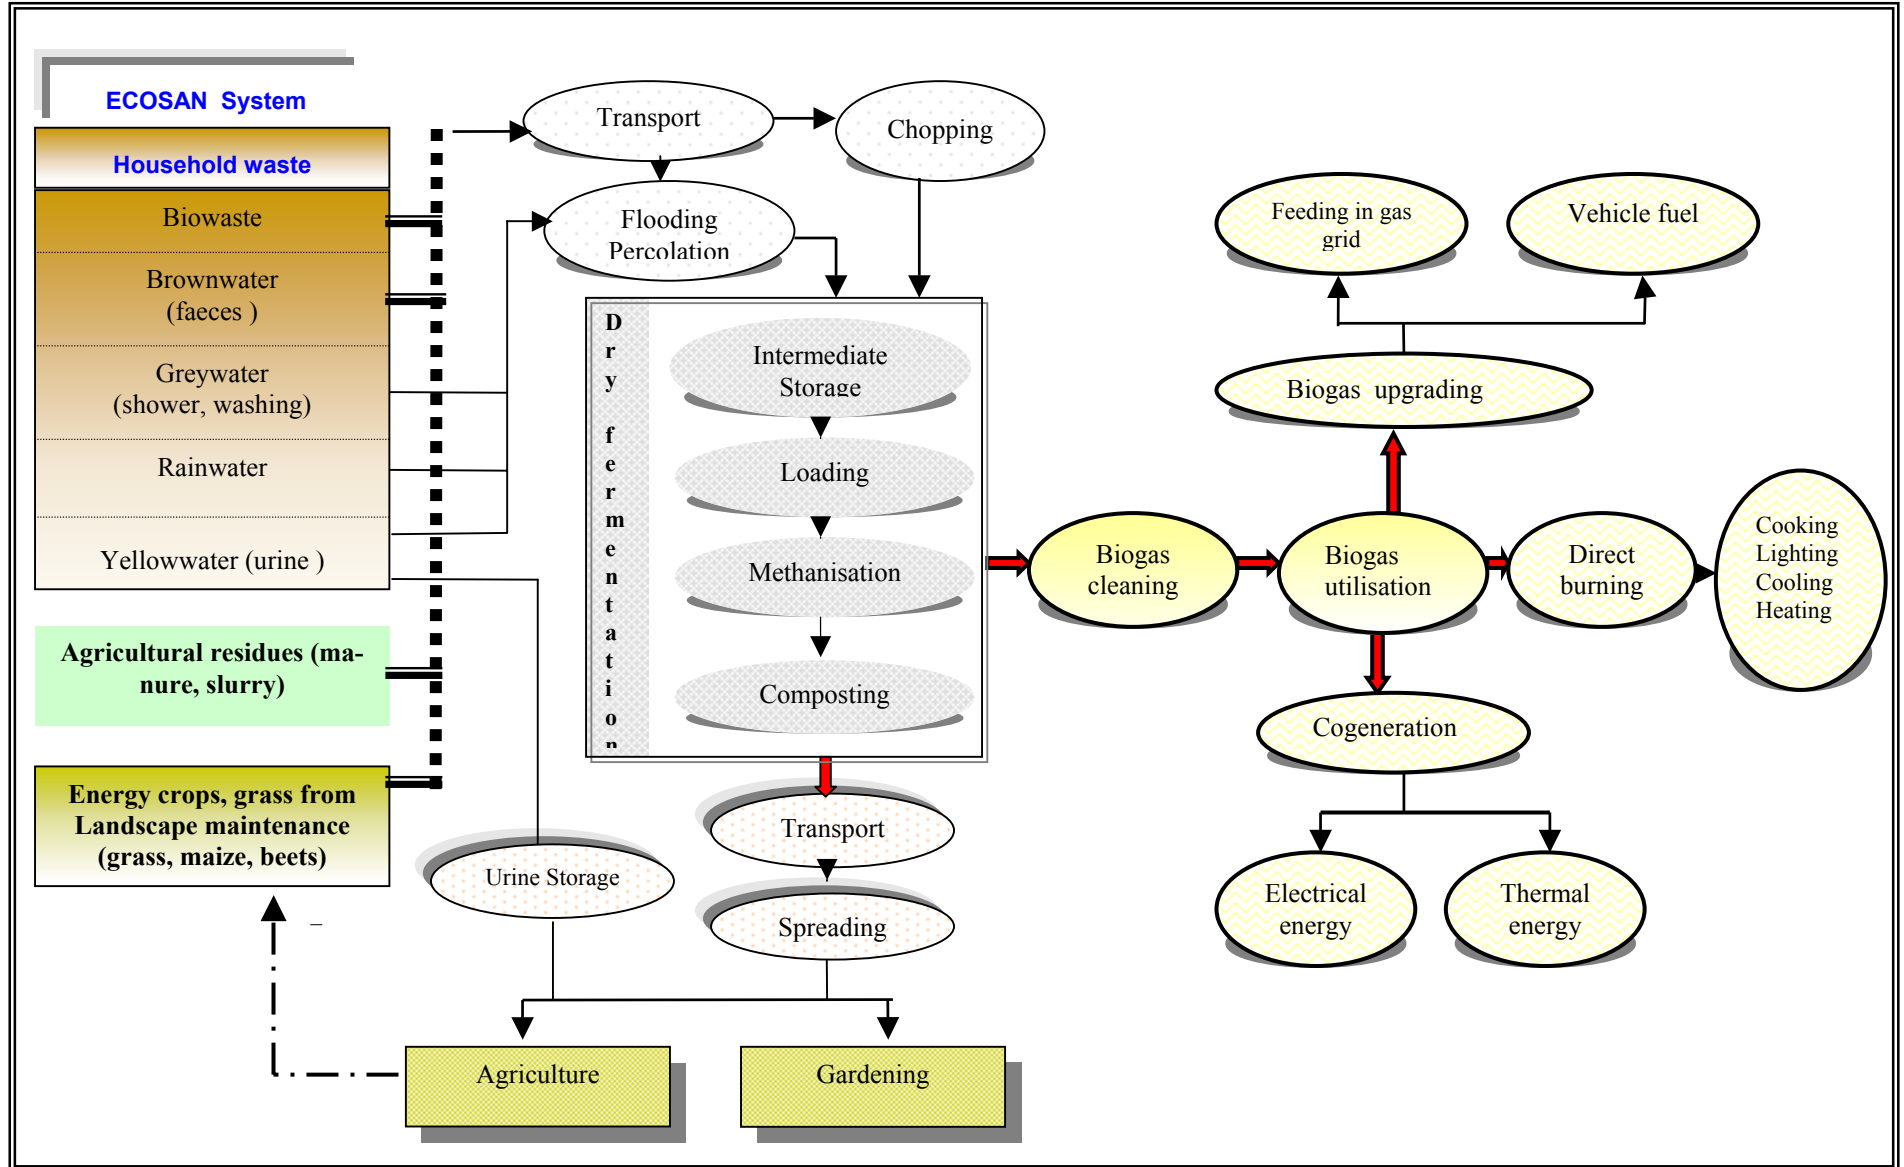 ECOSAN System
Household waste
Biowaste
Brownwater
(faeces )
Greywater
(shower, washing)
Rainwater
Yellowwater (urine )
Agricultural residues (ma-
nure, slurry)
Energy crops, grass from
Landscape maintenance
(grass, maize, beets)
–
Transport
Chopping
Flooding
Percolation
D
r
y
f
e
r
m
e
n
t
a
t
i
o
n
Intermediate
Storage
Loading
Methanisation
Composting
Transport
Spreading
Urine Storage
Agriculture
Gardening
Biogas
cleaning
Biogas
utilisation
Biogas upgrading
Feeding in gas
grid
Vehicle fuel
Direct
burning
Cooking
Lighting
Cooling
Heating
Cogeneration
Electrical
energy
Thermal
energy